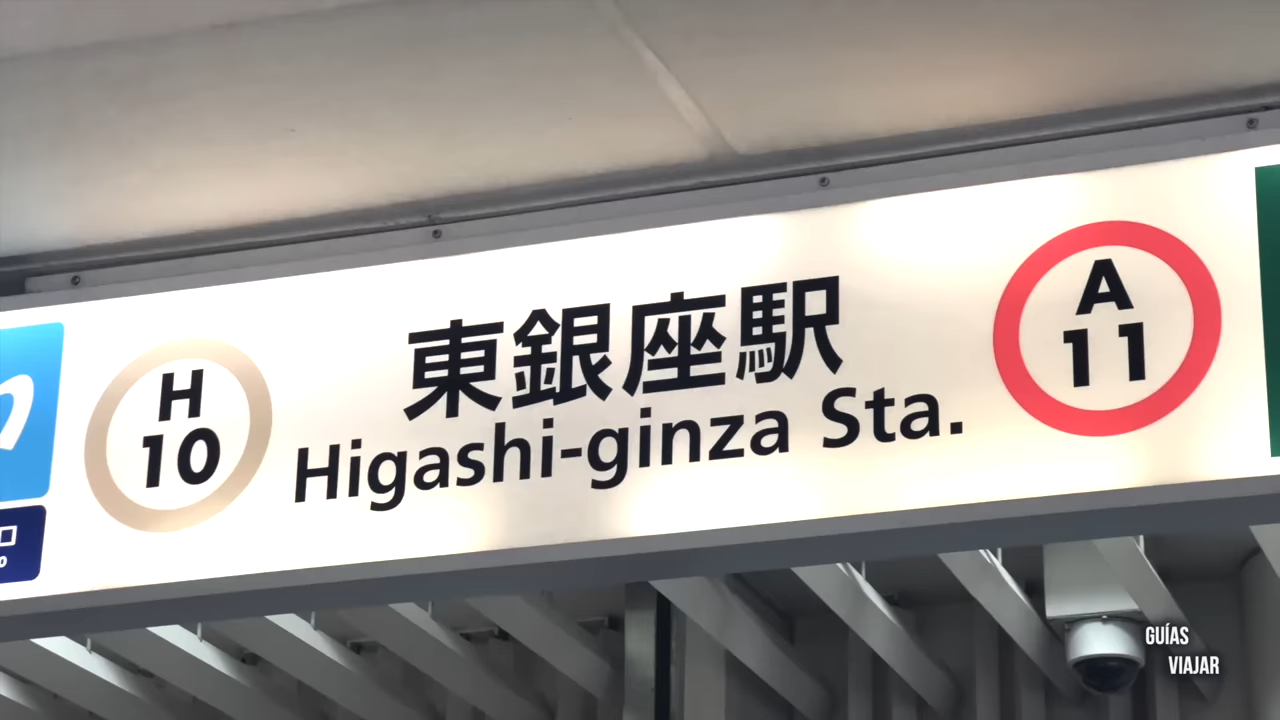 H
10
東銀座駅
Higashi-ginza Sta.
A
11
GUÍAS
VIAJAR